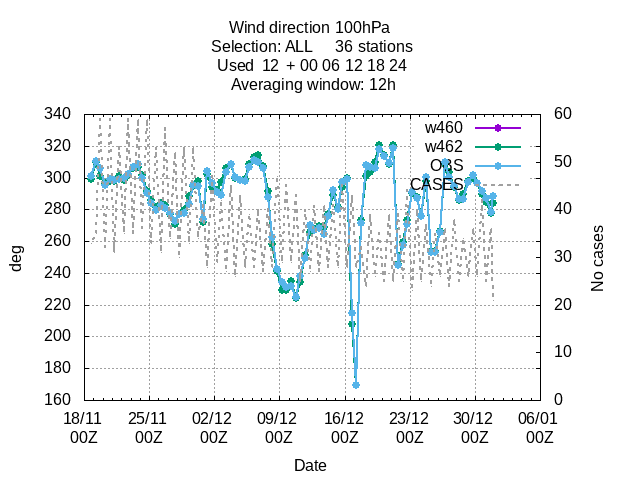 Wind direction 100hPa
Selection: ALL 36 stations
Used 12 + 00 06 12 18 24
Averaging window: 12h
w460
w462
OBS
CASES
340
320
300
280
260
240
220
200
180
160
deg
60
50
40
30
20
10
0
No cases
18/11 25/11 02/12 09/12 16/12 23/12 30/12 06/01
00Z 00Z 00Z 00Z 00Z 00Z 00Z 00Z
Date